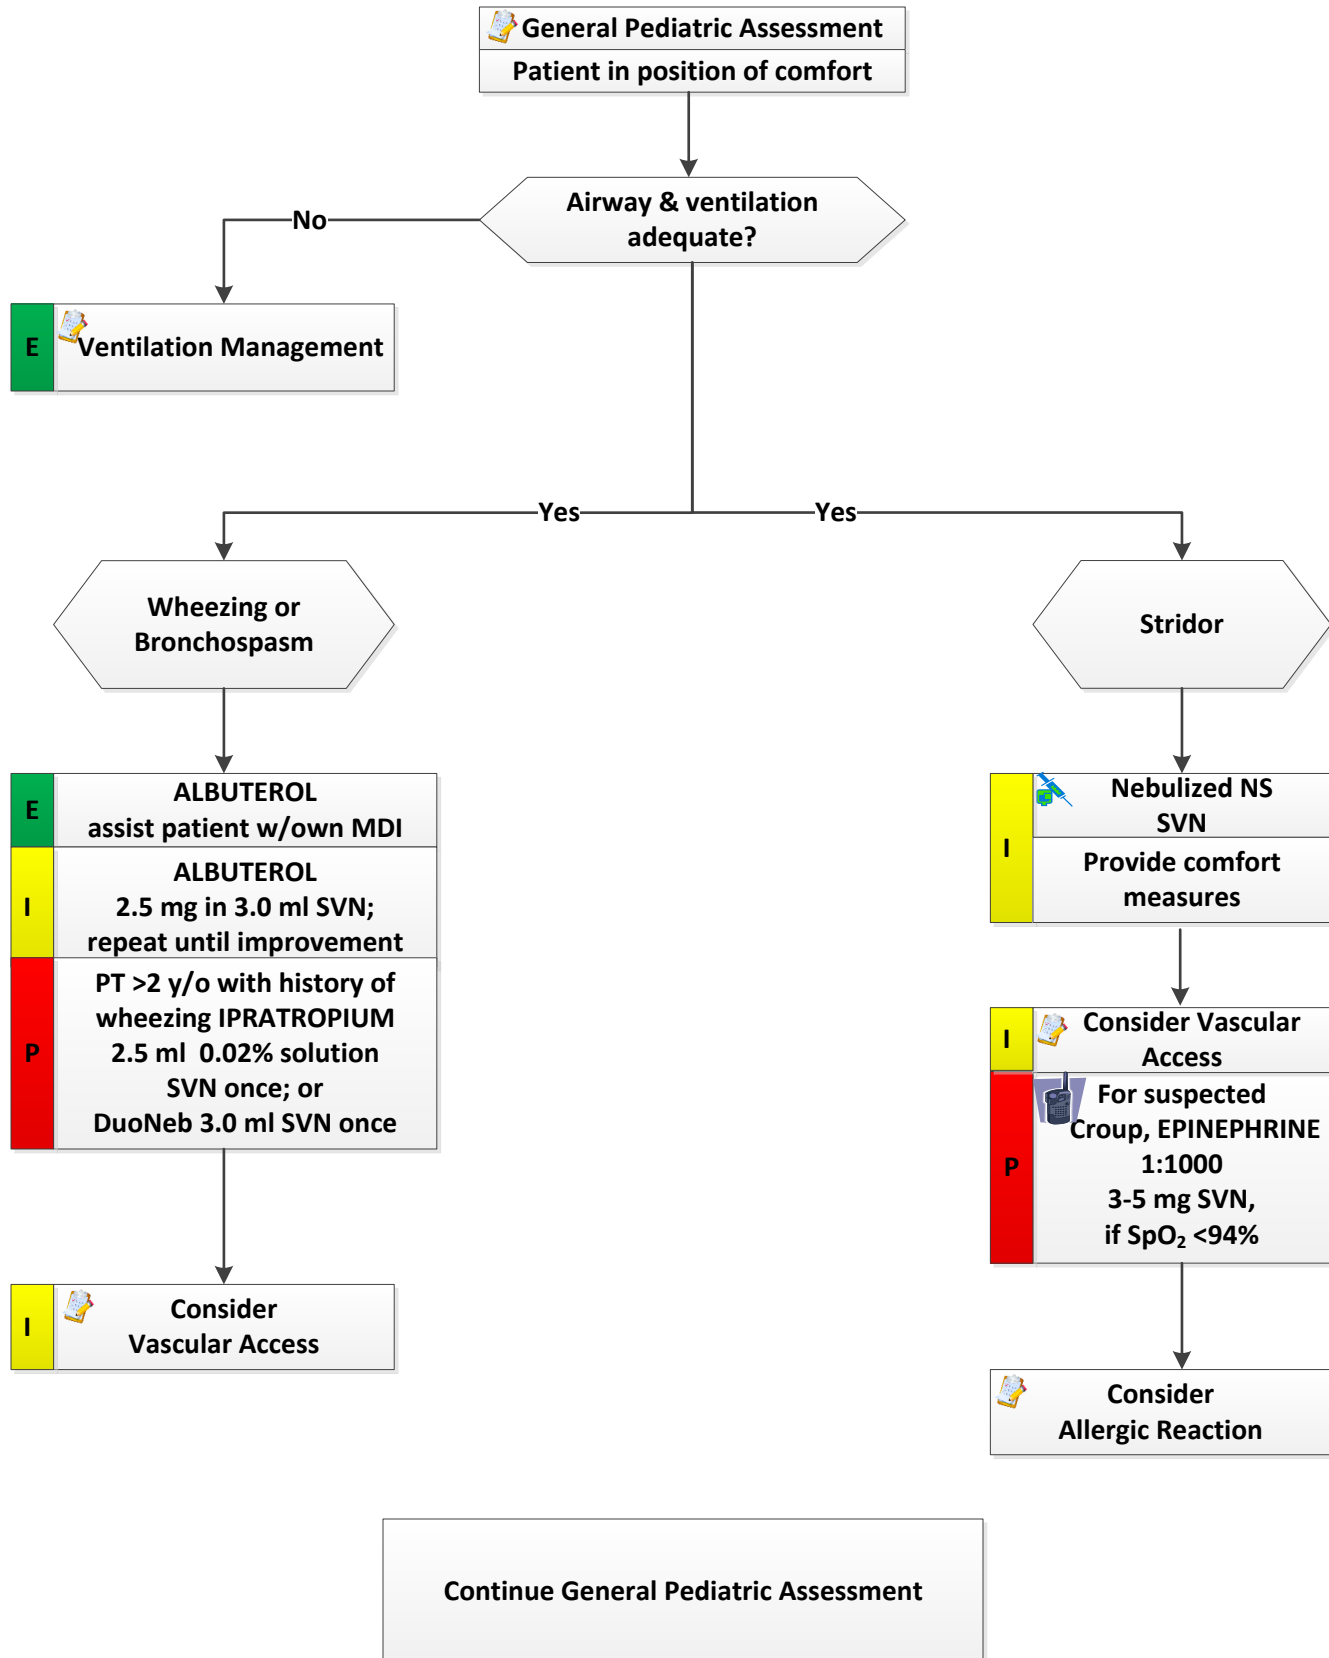 General Pediatric Assessment
Patient in position of comfort
Airway & ventilation
adequate?
No
E
Ventilation Management
Yes
Yes
Wheezing or
Bronchospasm
Stridor
E
ALBUTEROL
assist patient w/own MDI
I
ALBUTEROL
2.5 mg in 3.0 ml SVN;
repeat until improvement
P
PT >2 y/o with history of
wheezing IPRATROPIUM
2.5 ml 0.02% solution
SVN once; or
DuoNeb 3.0 ml SVN once
I
Consider
Vascular Access
I
Nebulized NS
SVN
Provide comfort
measures
I
Consider Vascular
Access
P
For suspected
Croup, EPINEPHRINE
1:1000
3-5 mg SVN,
if SpO₂ <94%
Consider
Allergic Reaction
Continue General Pediatric Assessment